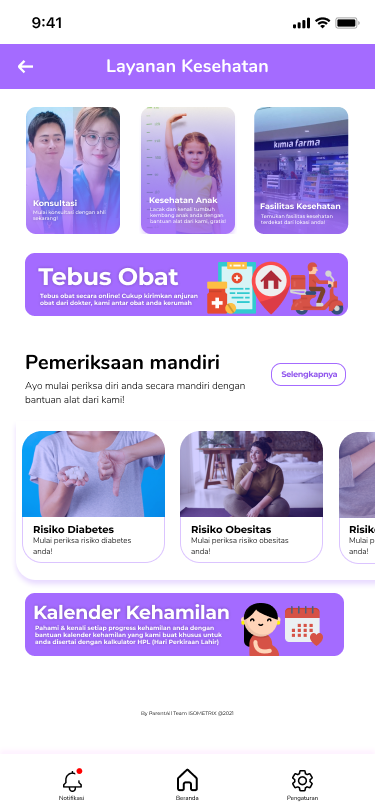 9:41
Layanan Kesehatan
Konsultasi
Mulai konsultasi dengan ahli
sekarang!
Kesehatan Anak
Lacak dan kenali tumbuh
kembang anak anda dengan
bantuan alat dari kami, gratis!
kimia farma
Fasilitas Kesehatan
Temukan fasilitas kesehatan
terdekat dari lokasi anda!
Tebus Obat
Tebus obat secara online! Cukup kirimkan anjuran
obat dari dokter, kami antar obat anda kerumah
Pemeriksaan mandiri
Ayo mulai periksa diri anda secara mandiri dengan
bantuan alat dari kami!
Selengkapnya
Risiko Diabetes
Mulai periksa risiko diabetes
anda!
Risiko Obesitas
Mulai periksa risiko obesitas
anda!
Risik
Mulai p
anda!
Kalender Kehamilan
Pahami & kenali setiap progress kehamilan anda dengan
bantuan kalender kehamilan yang kami buat khusus untuk
anda disertai dengan kalkulator HPL (Hari Perkiraan Lahir)
By Parent4ll Team ISOMETRIX @2021
Notifikasi
Beranda
Pengaturan